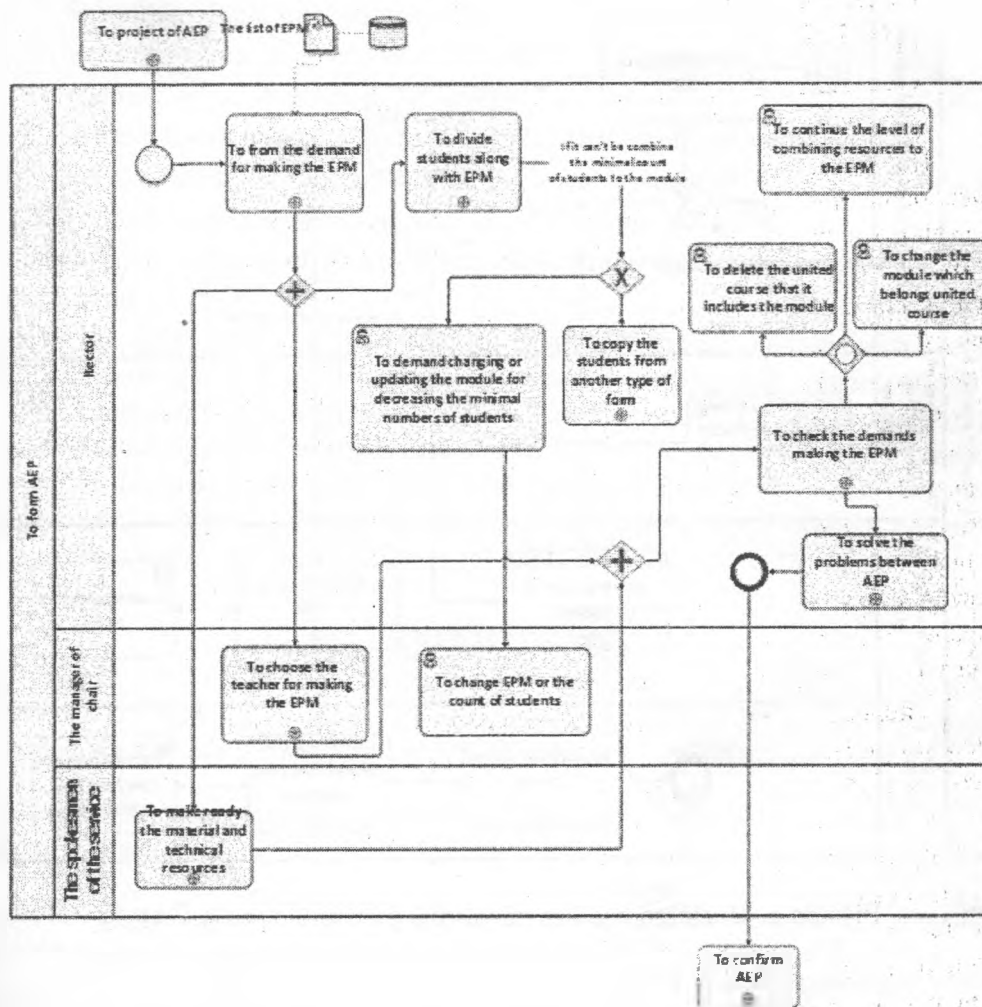 To project of AEP
The list of EPM
To form AEP
Rector
To from the demand
for making the EPM
To divide
students along
with EPM
If it can't be combine
the minimal count
of students to the module
To continue the level of
combining resources to
the EPM
To delete the united
course that it
includes the module
To change the
module which
belongs united
course
X
To demand changing or
updating the module for
decreasing the minimal
numbers of students
To copy the
students from
another type of
form
To check the demands
making the EPM
To solve the
problems between
AEP
The manager of
chair
To choose the
teacher for making
the EPM
To change EPM or the
count of students
The spokesmen
of the service
To make ready
the material and
technical
resources
To confirm
AEP